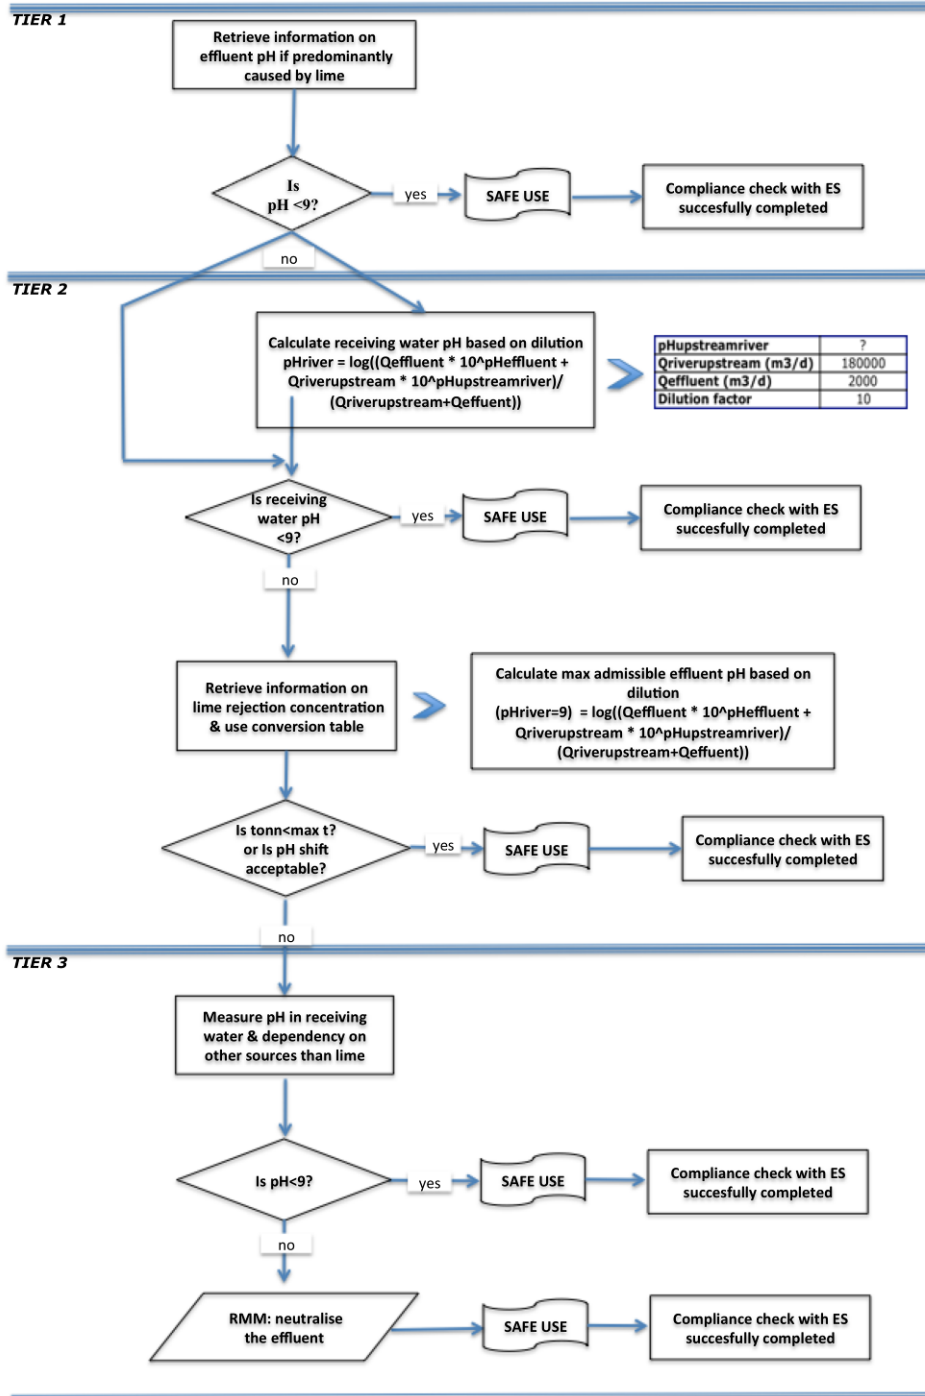 TIER 1
Retrieve information on
effluent pH if predominantly
caused by lime
Is
pH <9?
yes
SAFE USE
Compliance check with ES
succesfully completed
no
TIER 2
Calculate receiving water pH based on dilution
pHriver = log((Qeffluent * 10^pHeffluent +
Qriverupstream * 10^pHupstreamriver)/
(Qriverupstream+Qeffuent))
pHupstreamriver ?
Qriverupstream (m3/d) 180000
Qeffluent (m3/d) 2000
Dilution factor 10
Is receiving
water pH
<9?
yes
SAFE USE
Compliance check with ES
succesfully completed
no
Retrieve information on
lime rejection concentration
& use conversion table
Calculate max admissible effluent pH based on
dilution
(pHriver=9) = log((Qeffluent * 10^pHeffluent +
Qriverupstream * 10^pHupstreamriver)/
(Qriverupstream+Qeffuent))
Is tonn<max t?
or Is pH shift
acceptable?
yes
SAFE USE
Compliance check with ES
succesfully completed
no
TIER 3
Measure pH in receiving
water & dependency on
other sources than lime
Is pH<9?
yes
SAFE USE
Compliance check with ES
succesfully completed
no
RMM: neutralise
the effluent
SAFE USE
Compliance check with ES
succesfully completed